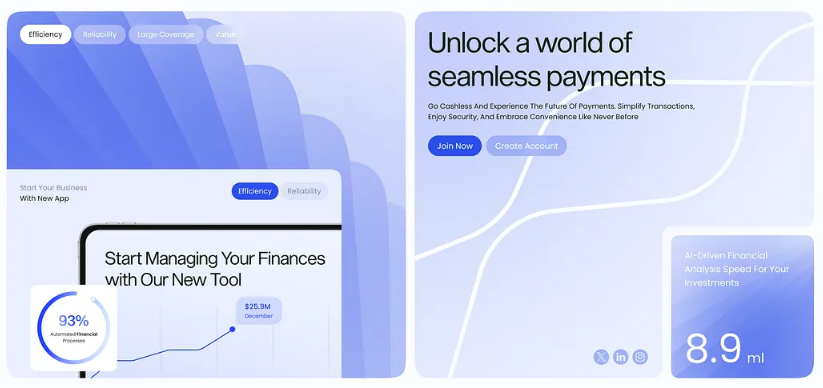 Efficiency
Reliability
Large Coverage
Value
Start Your Business
With New App
Efficiency
Reliability
Start Managing Your Finances
with Our New Tool
$25.9M
December
93%
Automated Financial
Processes
Unlock a world of
seamless payments
Go Cashless And Experience The Future Of Payments. Simplify Transactions,
Enjoy Security, And Embrace Convenience Like Never Before
Join Now
Create Account
AI-Driven Financial
Analysis Speed For Your
Investments
8.9 ml